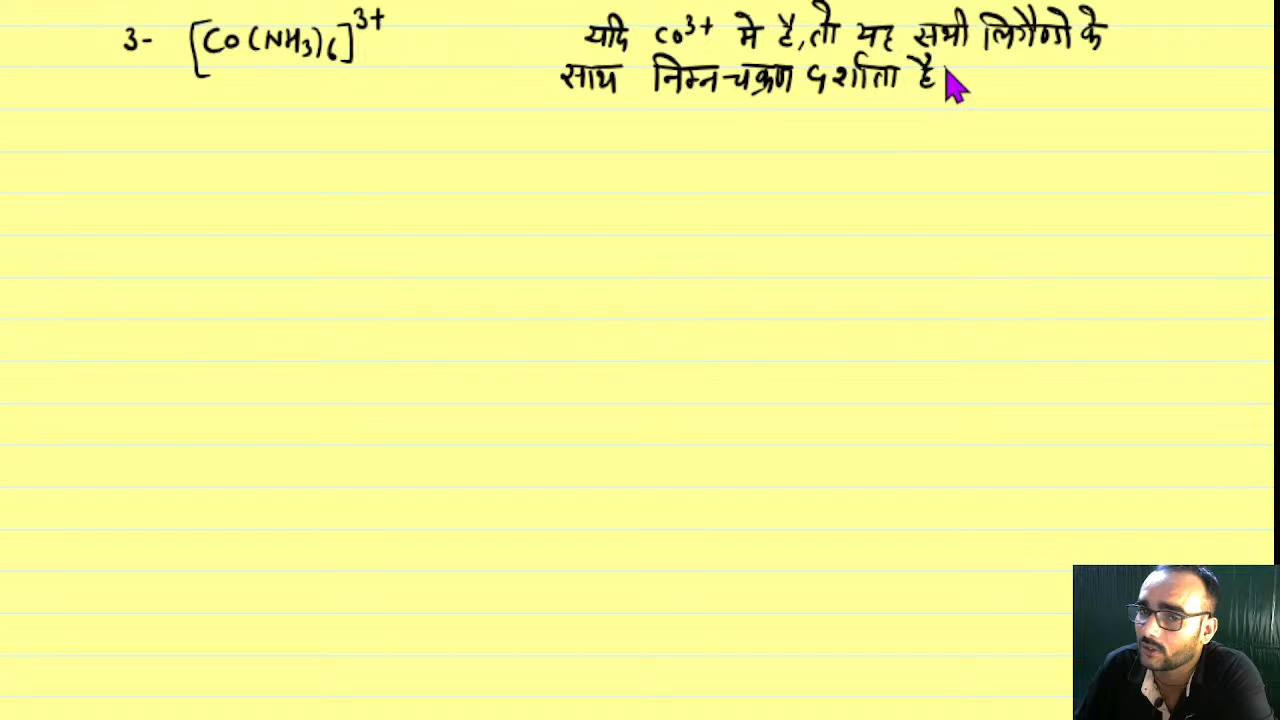 3- [Co(NH3)6]3+
यदि Co3+ मे है, तो यह सभी लिगैण्डो के
साथ निम्न चक्रण दर्शाता है